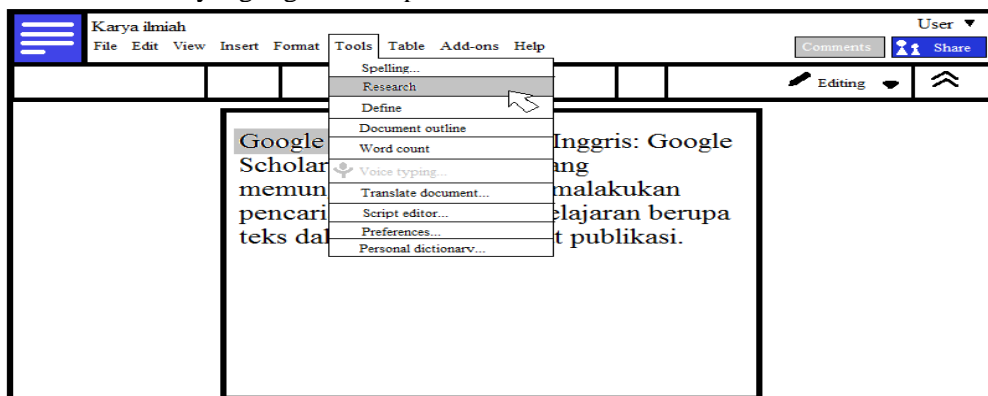 Karya ilmiah
User
File Edit View Insert Format Tools Table Add-ons Help
Comments
Share
Editing
Spelling...
Research
Define
Document outline
Word count
Voice typing...
Translate document...
Script editor...
Preferences...
Personal dictionary...
Google Inggris: Google
Scholar ang
memun malakukan
pencari elajaran berupa
teks dal t publikasi.